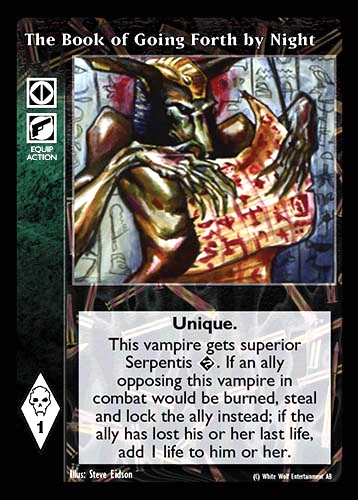 The Book of Going Forth by Night
EQUIP
ACTION
Unique.
This vampire gets superior
Serpentis . If an ally
opposing this vampire in
combat would be burned, steal
and lock the ally instead; if the
ally has lost his or her last life,
add 1 life to him or her.
1
Illus: Steve Eidson
(C) White Wolf Entertainment AB